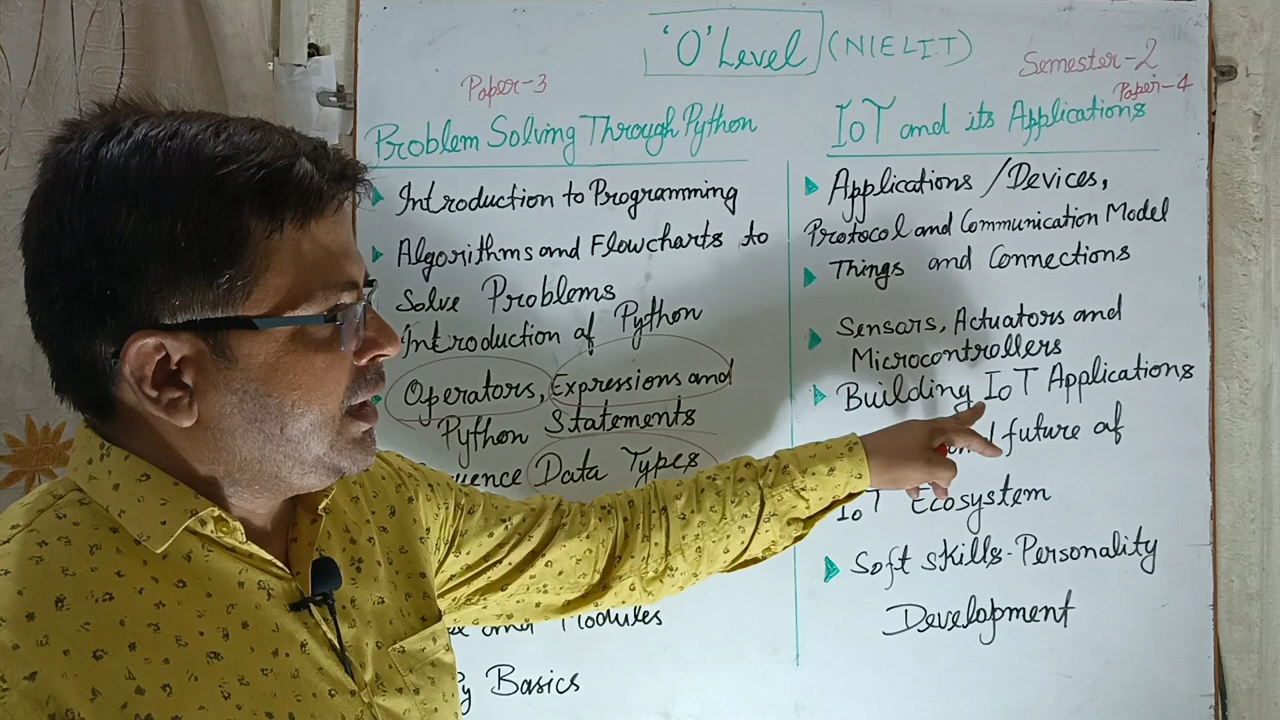 'O' Level (NIELIT)
Semester-2
Paper-3
Problem Solving Through Python
Introduction to Programming
Algorithms and Flowcharts to
Solve Problems
Introduction of Python
Operators, Expressions and
Python Statements
Data Types
and Modules
Basics
Paper-4
IoT and its Applications
Applications / Devices,
Protocol and Communication Model
Things and Connections
Sensars, Actuators and
Microcontrollers
Building IoT Applications
future of
IoT Ecosystem
Soft skills-Personality
Development